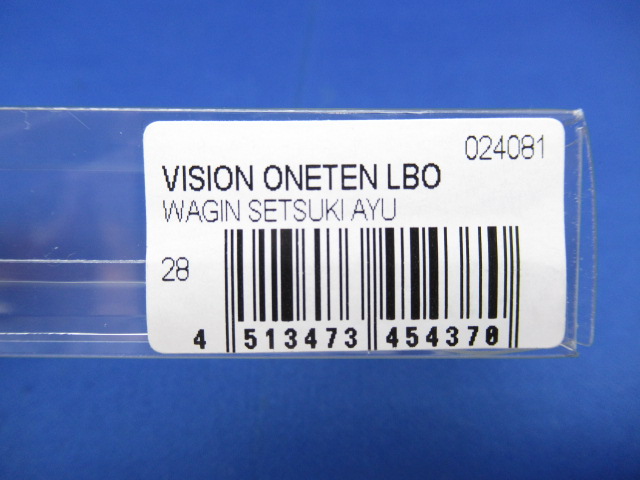 024081
VISION ONETEN LBO
WAGIN SETSUKI AYU
28
4 513473 454370